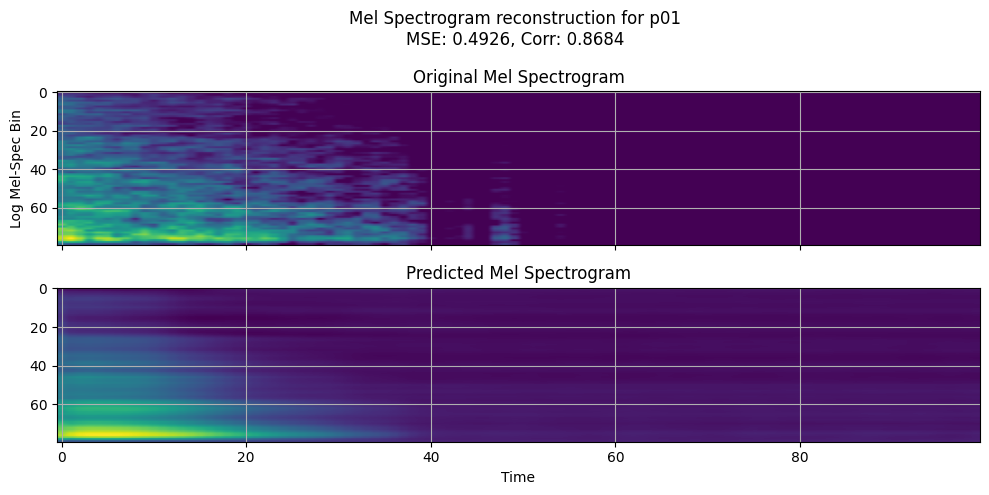 Mel Spectrogram reconstruction for p01
MSE: 0.4926, Corr: 0.8684
Original Mel Spectrogram
Log Mel-Spec Bin
0
20
40
60
Predicted Mel Spectrogram
0
20
40
60
0 20 40 60 80
Time